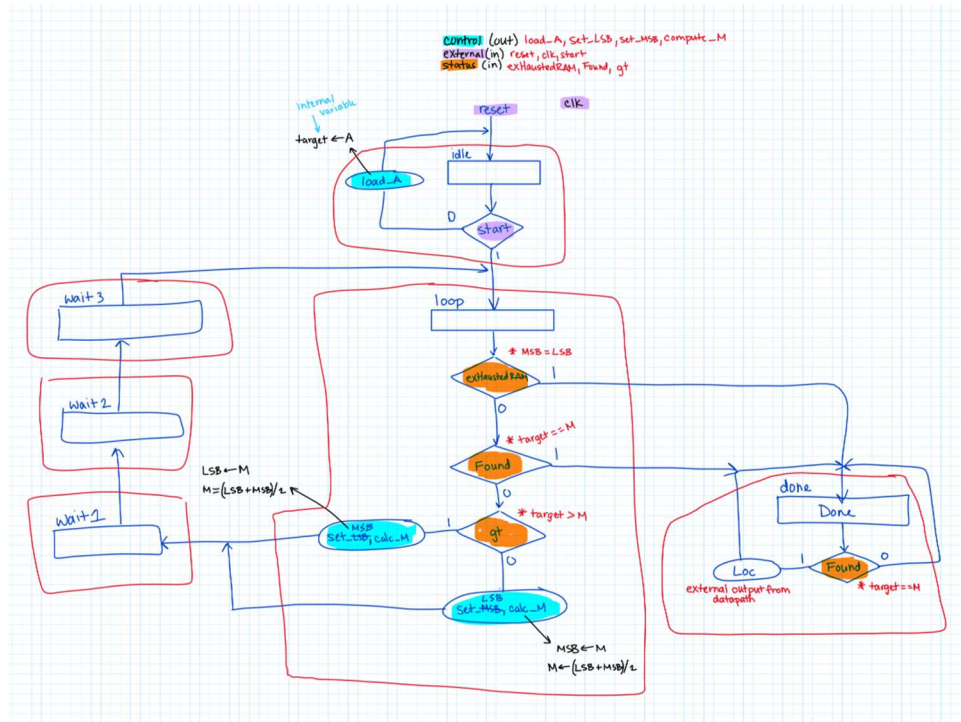 control (out) load_A, set_LSB, set_MSB, compute_M
external (in) reset, clk, start
status (in) exHaustedRAM, Found, gt
internal
variable
target ← A
reset
clk
idle
load_A
0
start
1
wait 3
loop
* MSB = LSB
exHaustedRAM
1
0
wait 2
* target == M
Found
1
0
LSB ← M
M = (LSB + MSB)/2
wait 1
* target > M
MSB
set_LSB, calc_M
1
gt
0
LSB
set_MSB, calc_M
MSB ← M
M ← (LSB + MSB)/2
done
Done
Loc
1
Found
0
external output from
datapath
* target == M